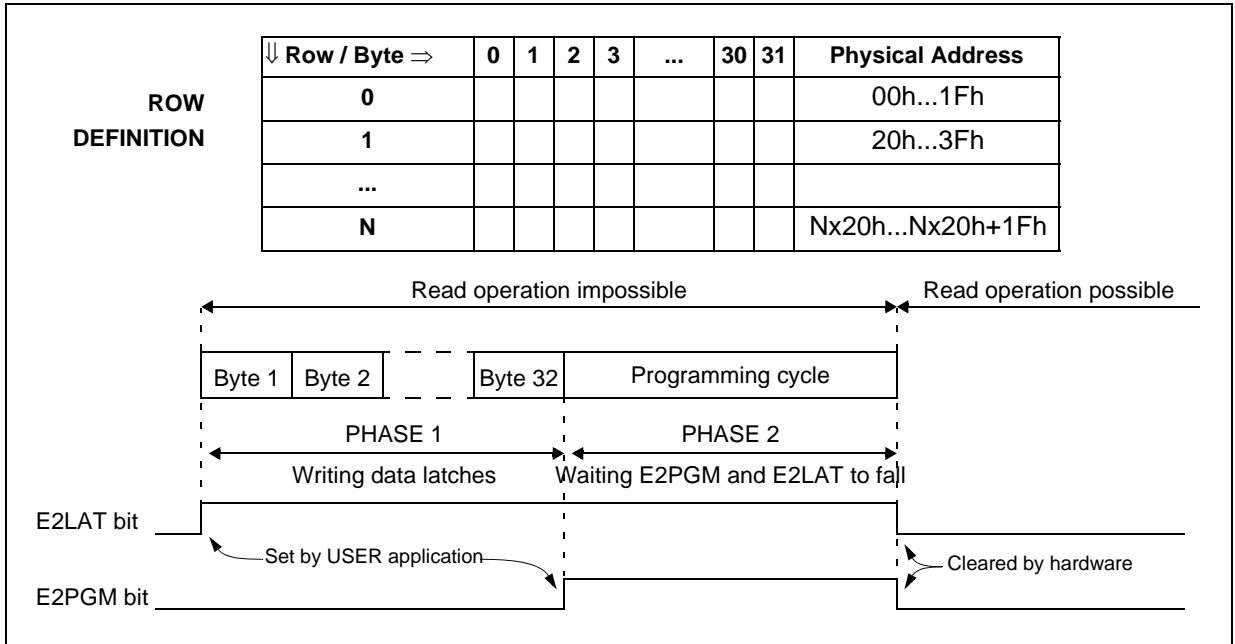 ⇓ Row / Byte ⇒ 0 1 2 3 ... 30 31 Physical Address
ROW
DEFINITION
0 00h...1Fh
1 20h...3Fh
...
N Nx20h...Nx20h+1Fh
Read operation impossible Read operation possible
Byte 1 Byte 2 Byte 32 Programming cycle
PHASE 1 PHASE 2
Writing data latches Waiting E2PGM and E2LAT to fall
E2LAT bit
Set by USER application Cleared by hardware
E2PGM bit